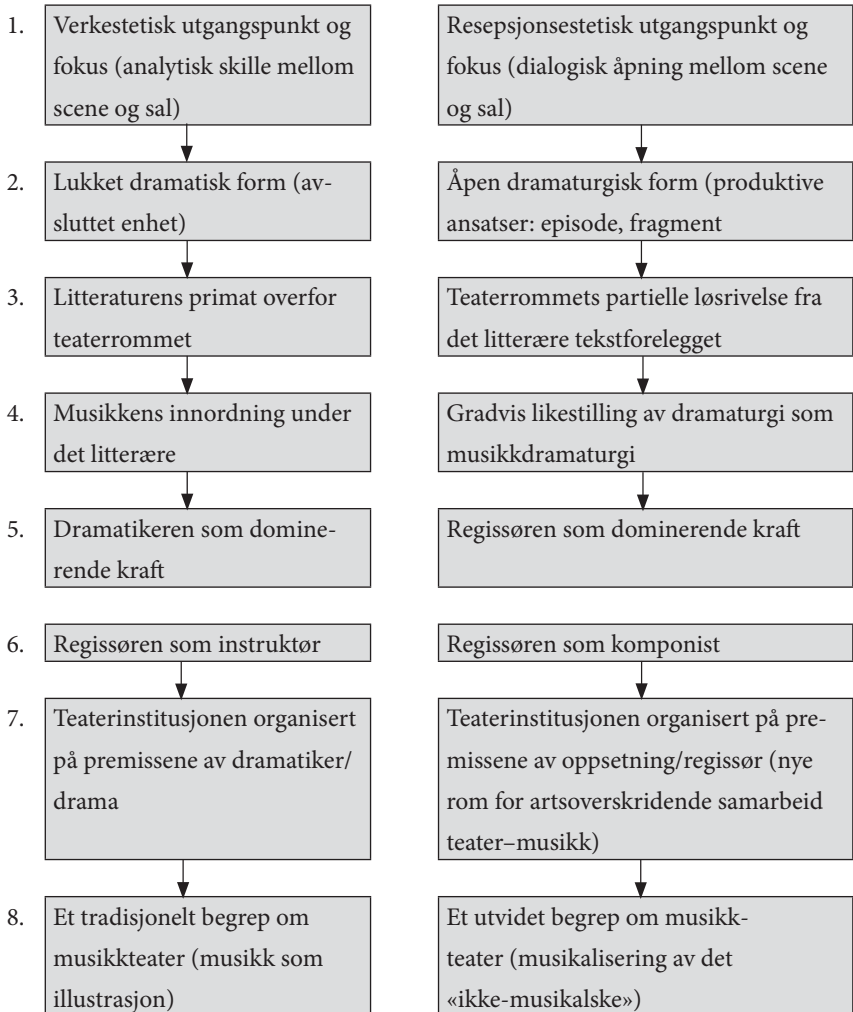 1. Verkestetisk utgangspunkt og
fokus (analytisk skille mellom
scene og sal)
Resepsjonsestetisk utgangspunkt og
fokus (dialogisk åpning mellom scene
og sal)
2. Lukket dramatisk form (av-
sluttet enhet)
Åpen dramaturgisk form (produktive
ansatser: episode, fragment
3. Litteraturens primat overfor
teaterrommet
Teaterrommets partielle løsrivelse fra
det litterære tekstforelegget
4. Musikkens innordning under
det litterære
Gradvis likestilling av dramaturgi som
musikkdramaturgi
5. Dramatikeren som domine-
rende kraft
Regissøren som dominerende kraft
6. Regissøren som instruktør
Regissøren som komponist
7. Teaterinstitusjonen organisert
på premissene av dramatiker/
drama
Teaterinstitusjonen organisert på pre-
missene av oppsetning/regissør (nye
rom for artsoverskridende samarbeid
teater–musikk)
8. Et tradisjonelt begrep om
musikkteater (musikk som
illustrasjon)
Et utvidet begrep om musikk-
teater (musikalisering av det
«ikke-musikalske»)